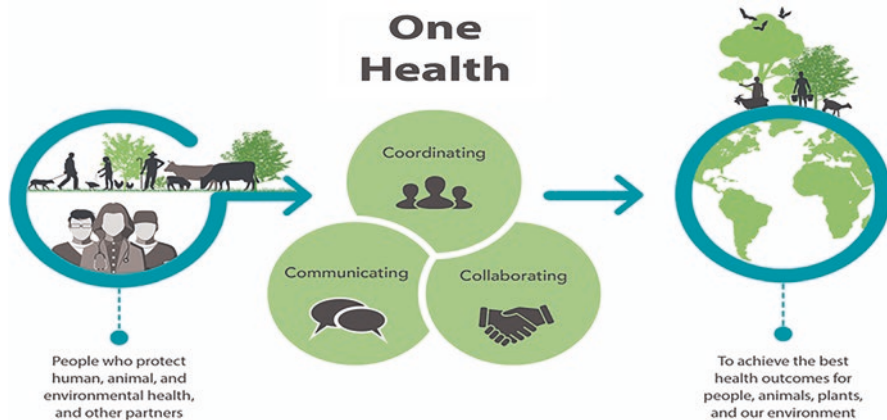 One
Health
Coordinating
Communicating
Collaborating
People who protect
human, animal, and
environmental health,
and other partners
To achieve the best
health outcomes for
people, animals, plants,
and our environment